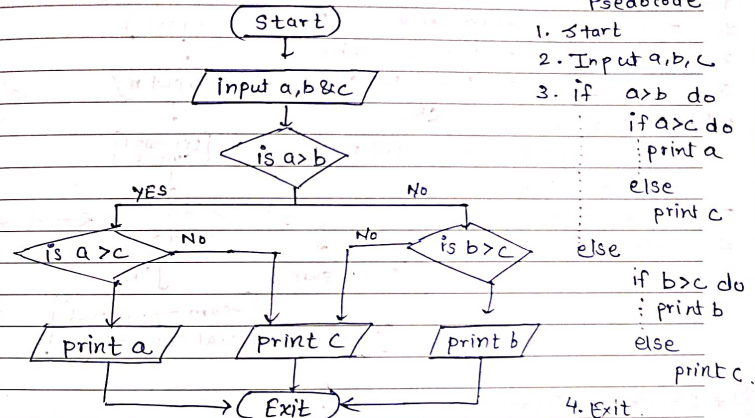 Start
input a,b &c
is a>b
YES
No
is a >c
No
No
is b>c
print a
print c
print b
Exit
Pseabcode
1. Start
2. Input a,b,c
3. if a>b do
if a>c do
print a
else
print c
else
if b>c do
print b
else
print c.
4. Exit